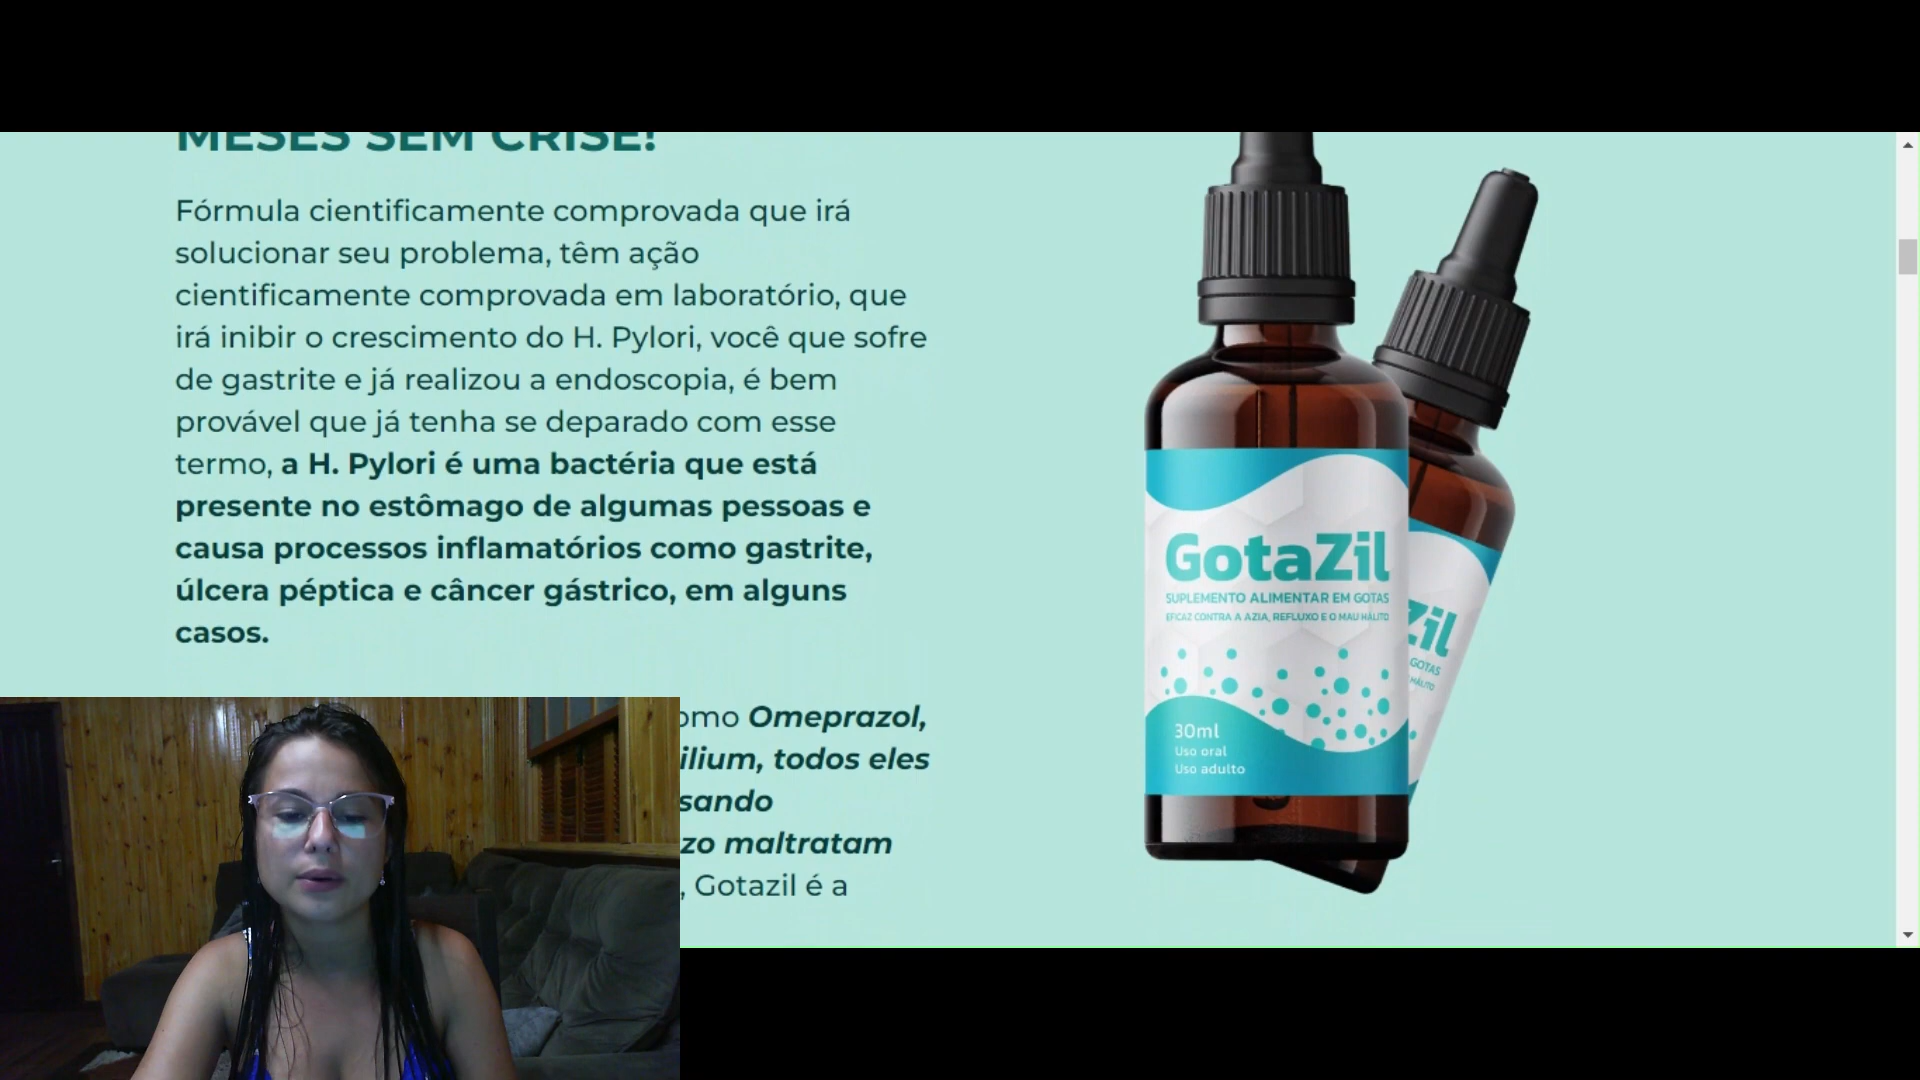 MESES SEM CRISE!
Fórmula cientificamente comprovada que irá
solucionar seu problema, têm ação
cientificamente comprovada em laboratório, que
irá inibir o crescimento do H. Pylori, você que sofre
de gastrite e já realizou a endoscopia, é bem
provável que já tenha se deparado com esse
termo, a H. Pylori é uma bactéria que está
presente no estômago de algumas pessoas e
causa processos inflamatórios como gastrite,
úlcera péptica e câncer gástrico, em alguns
casos.
omo Omeprazol,
ilium, todos eles
sando
zo maltratam
, Gotazil é a
GotaZil
SUPLEMENTO ALIMENTAR EM GOTAS
EFICAZ CONTRA A AZIA, REFLUXO E O MAU HÁLITO
30ml
Uso oral
Uso adulto
Zil
GOTAS
HÁLITO